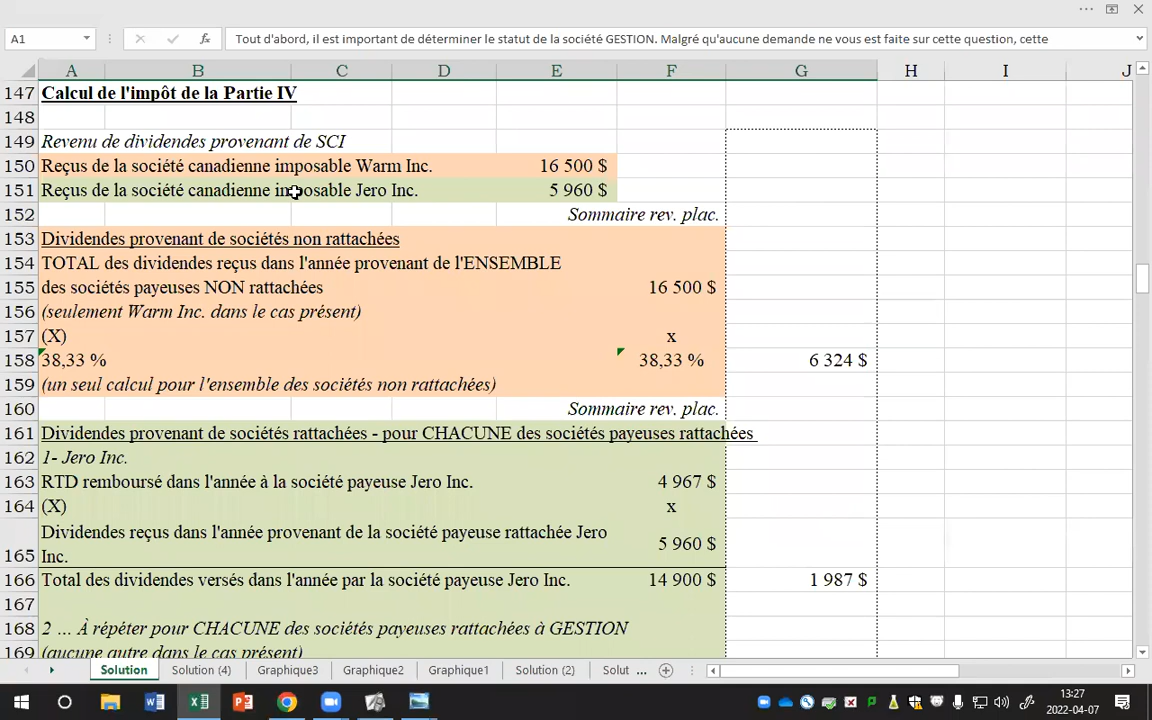 A1
fx
Tout d'abord, il est important de déterminer le statut de la société GESTION. Malgré qu'aucune demande ne vous est faite sur cette question, cette
A B C D E F G H I J
147 Calcul de l'impôt de la Partie IV
148
149 Revenu de dividendes provenant de SCI
150 Reçus de la société canadienne imposable Warm Inc. 16 500 $
151 Reçus de la société canadienne imposable Jero Inc. 5 960 $
152 Sommaire rev. plac.
153 Dividendes provenant de sociétés non rattachées
154 TOTAL des dividendes reçus dans l'année provenant de l'ENSEMBLE
155 des sociétés payeuses NON rattachées 16 500 $
156 (seulement Warm Inc. dans le cas présent)
157 (X) x
158 38,33 % 38,33 % 6 324 $
159 (un seul calcul pour l'ensemble des sociétés non rattachées)
160 Sommaire rev. plac.
161 Dividendes provenant de sociétés rattachées - pour CHACUNE des sociétés payeuses rattachées
162 1- Jero Inc.
163 RTD remboursé dans l'année à la société payeuse Jero Inc. 4 967 $
164 (X) x
Dividendes reçus dans l'année provenant de la société payeuse rattachée Jero
165 Inc. 5 960 $
166 Total des dividendes versés dans l'année par la société payeuse Jero Inc. 14 900 $ 1 987 $
167
168 2 … À répéter pour CHACUNE des sociétés payeuses rattachées à GESTION
169 (aucune autre dans le cas présent)
Solution Solution (4) Graphique3 Graphique2 Graphique1 Solution (2) Solut ...
13:27
2022-04-07